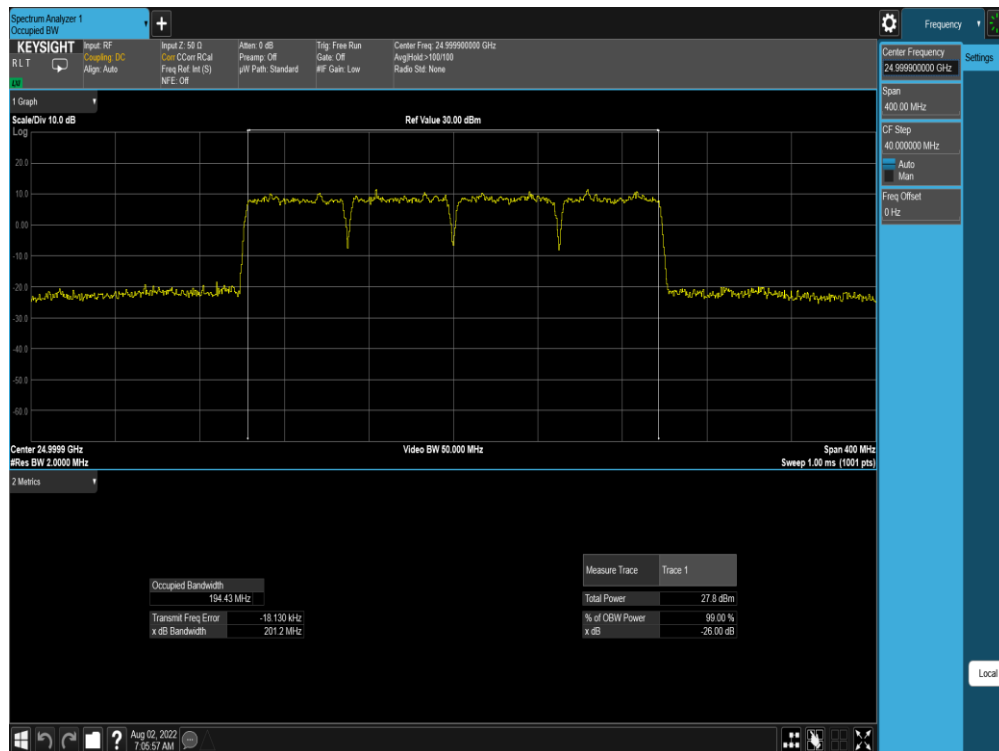 Spectrum Analyzer 1
Occupied BW
+
Frequency
KEYSIGHT
RLT
LXI
Input: RF
Coupling: DC
Align: Auto
Input Z: 50 Ω
Corr CCorr RCal
Freq Ref: Int (S)
NFE: Off
Atten: 0 dB
Preamp: Off
µW Path: Standard
Trig: Free Run
Gate: Off
#IF Gain: Low
Center Freq: 24.999900000 GHz
Avg|Hold:>100/100
Radio Std: None
Center Frequency
24.999900000 GHz
Settings
Span
400.00 MHz
CF Step
40.000000 MHz
Auto
Man
Freq Offset
0 Hz
1 Graph
Scale/Div 10.0 dB
Ref Value 30.00 dBm
Log
20.0
10.0
0.00
-10.0
-20.0
-30.0
-40.0
-50.0
-60.0
Center 24.9999 GHz
#Res BW 2.0000 MHz
Video BW 50.000 MHz
Span 400 MHz
Sweep 1.00 ms (1001 pts)
2 Metrics
Occupied Bandwidth
194.43 MHz
Transmit Freq Error -18.130 kHz
x dB Bandwidth 201.2 MHz
Measure Trace Trace 1
Total Power 27.8 dBm
% of OBW Power 99.00 %
x dB -26.00 dB
Local
?
Aug 02, 2022
7:05:57 AM